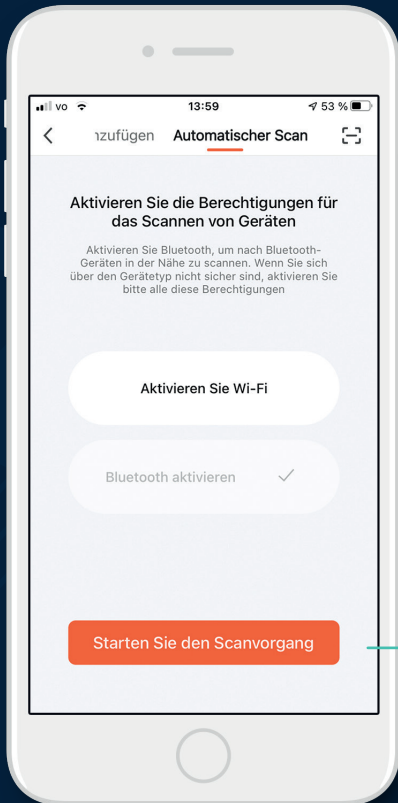 vo 13:59 53 %
nzufügen Automatischer Scan
Aktivieren Sie die Berechtigungen für
das Scannen von Geräten
Aktivieren Sie Bluetooth, um nach Bluetooth-
Geräten in der Nähe zu scannen. Wenn Sie sich
über den Gerätetyp nicht sicher sind, aktivieren Sie
bitte alle diese Berechtigungen
Aktivieren Sie Wi-Fi
Bluetooth aktivieren
Starten Sie den Scanvorgang